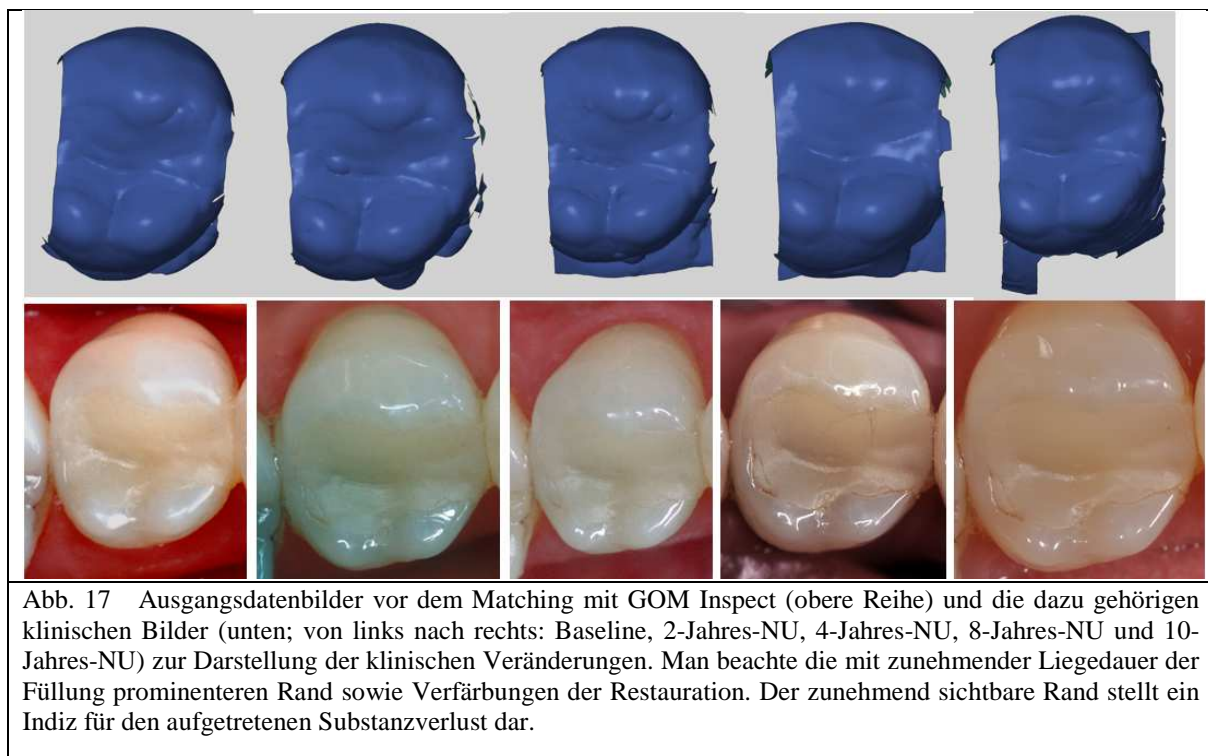 Abb. 17 Ausgangsdatenbilder vor dem Matching mit GOM Inspect (obere Reihe) und die dazu gehörigen
klinischen Bilder (unten; von links nach rechts: Baseline, 2-Jahres-NU, 4-Jahres-NU, 8-Jahres-NU und 10-
Jahres-NU) zur Darstellung der klinischen Veränderungen. Man beachte die mit zunehmender Liegedauer der
Füllung prominenteren Rand sowie Verfärbungen der Restauration. Der zunehmend sichtbare Rand stellt ein
Indiz für den aufgetretenen Substanzverlust dar.